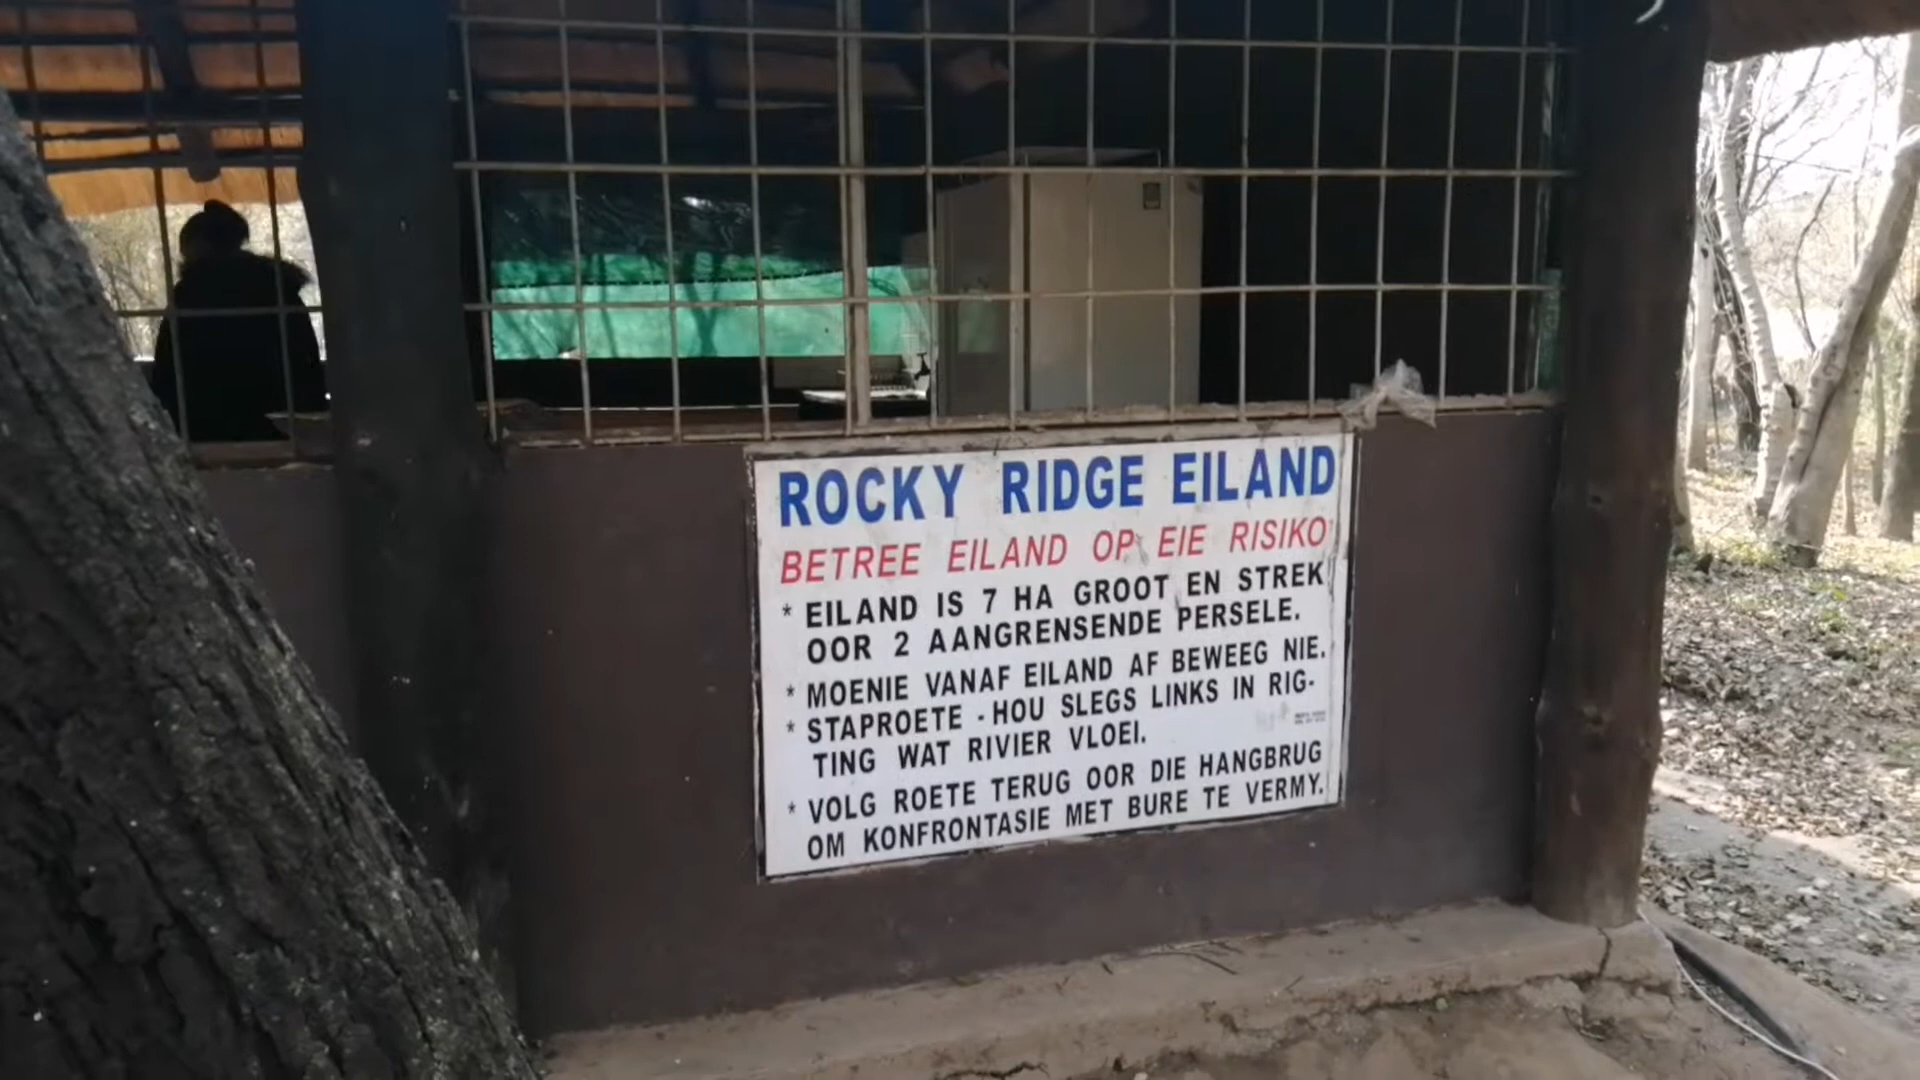 ROCKY RIDGE EILAND
BETREE EILAND OP EIE RISIKO
* EILAND IS 7 HA GROOT EN STREK
OOR 2 AANGRENSENDE PERSELE.
* MOENIE VANAF EILAND AF BEWEEG NIE.
* STAPROETE - HOU SLEGS LINKS IN RIG-
TING WAT RIVIER VLOEI.
* VOLG ROETE TERUG OOR DIE HANGBRUG
OM KONFRONTASIE MET BURE TE VERMY.